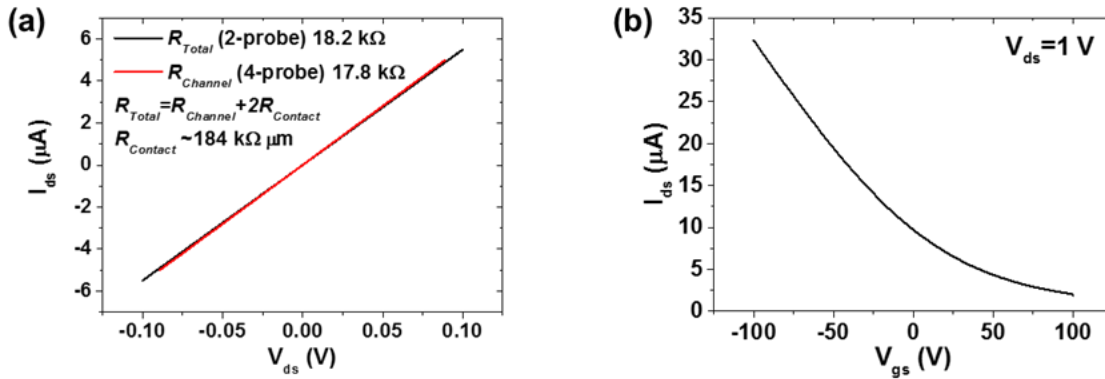 (a)
R_Total (2-probe) 18.2 kΩ
R_Channel (4-probe) 17.8 kΩ
R_Total=R_Channel+2R_Contact
R_Contact ~184 kΩ μm
6
4
2
0
-2
-4
-6
I_ds (μA)
-0.10 -0.05 0.00 0.05 0.10
V_ds (V)
(b)
V_ds=1 V
35
30
25
20
15
10
5
0
I_ds (μA)
-100 -50 0 50 100
V_gs (V)